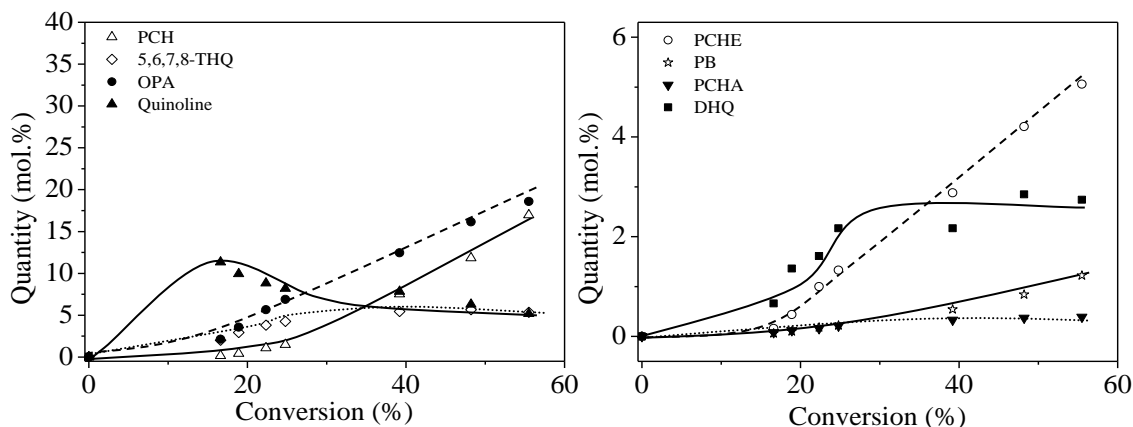 40
35
30
25
20
15
10
5
0
Quantity (mol.%)
PCH
5,6,7,8-THQ
OPA
Quinoline
0
20
40
60
Conversion (%)
6
4
2
0
Quantity (mol.%)
PCHE
PB
PCHA
DHQ
0
20
40
60
Conversion (%)